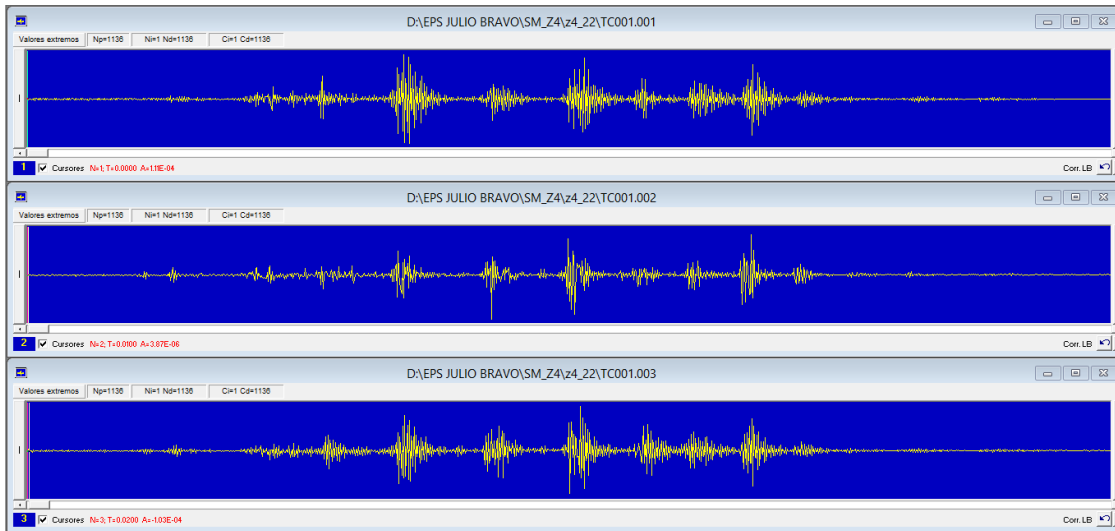 D:\EPS JULIO BRAVO\SM_Z4\z4_22\TC001.001
Valores extremos Np=1136 Ni=1 Nd=1136 Ci=1 Cd=1136
1 Cursores N=1; T=0.0000 A=1.11E-04 Corr. LB
D:\EPS JULIO BRAVO\SM_Z4\z4_22\TC001.002
Valores extremos Np=1136 Ni=1 Nd=1136 Ci=1 Cd=1136
2 Cursores N=2; T=0.0100 A=3.87E-06 Corr. LB
D:\EPS JULIO BRAVO\SM_Z4\z4_22\TC001.003
Valores extremos Np=1136 Ni=1 Nd=1136 Ci=1 Cd=1136
3 Cursores N=3; T=0.0200 A=-1.03E-04 Corr. LB